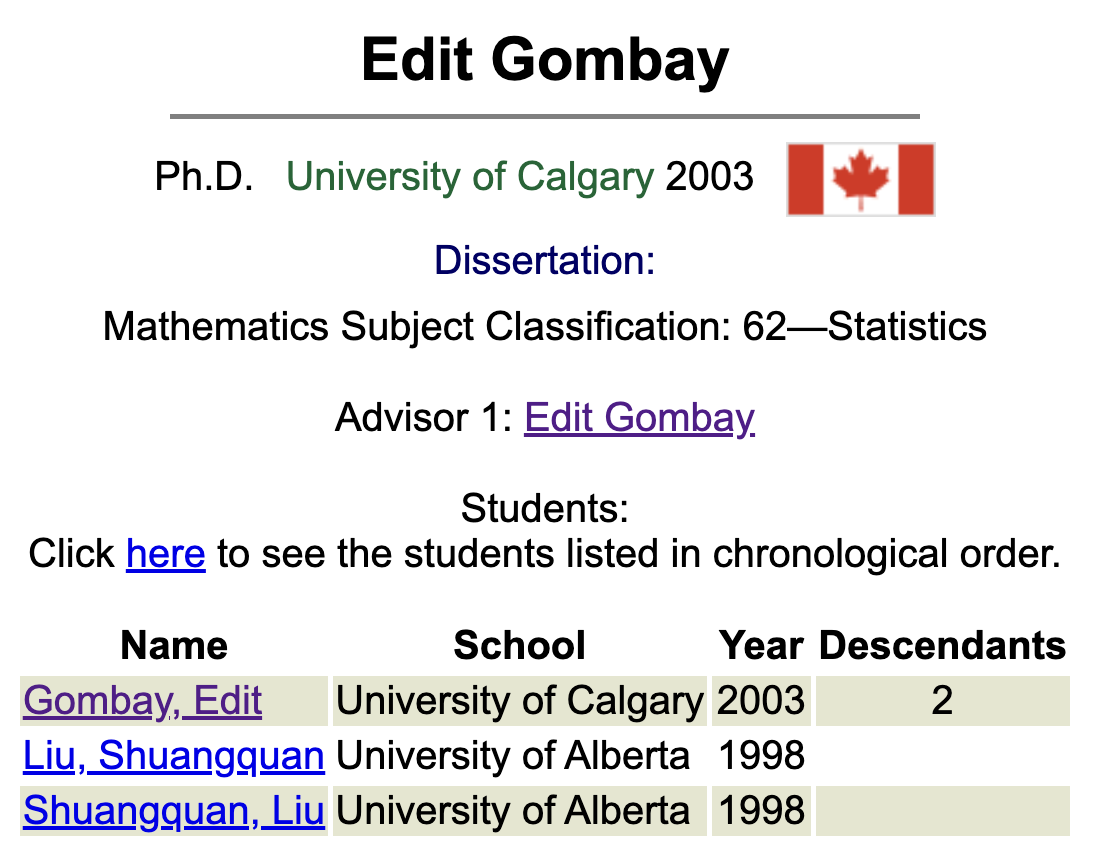 Edit Gombay
Ph.D. University of Calgary 2003
Dissertation:
Mathematics Subject Classification: 62—Statistics
Advisor 1: Edit Gombay
Students:
Click here to see the students listed in chronological order.
Name School Year Descendants
Gombay, Edit University of Calgary 2003 2
Liu, Shuangquan University of Alberta 1998
Shuangquan, Liu University of Alberta 1998